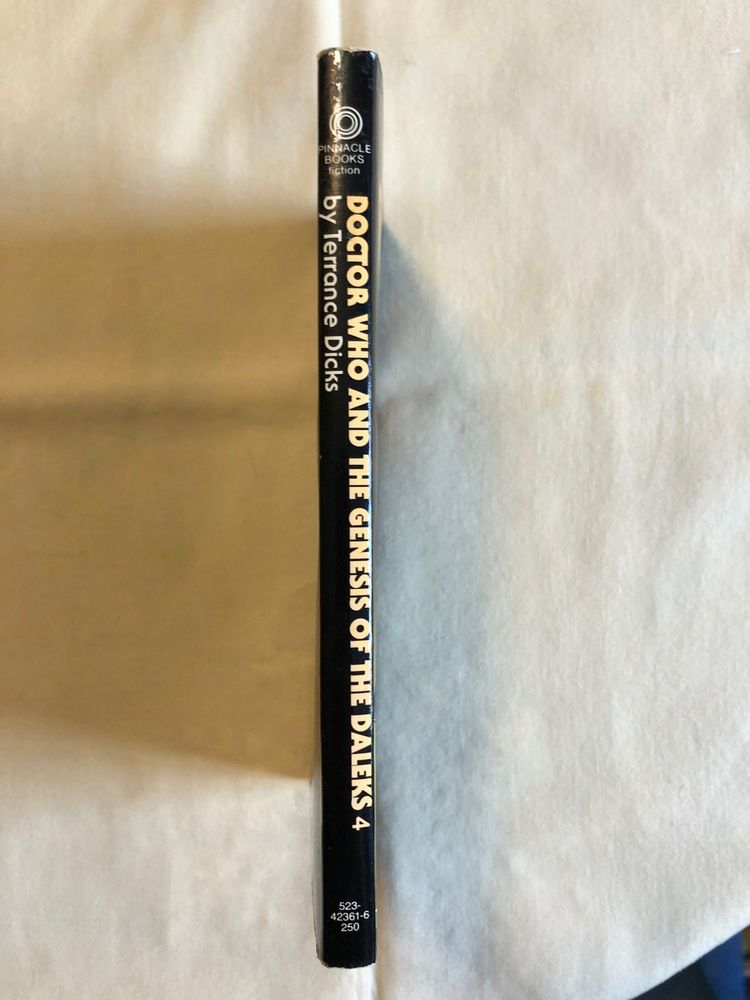 PINNACLE
BOOKS
fiction
DOCTOR WHO AND THE GENESIS OF THE DALEKS 4
by Terrance Dicks
523-
42361-6
250